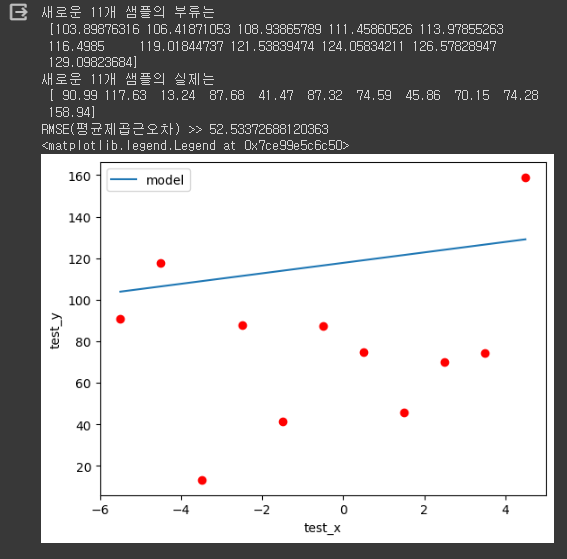 새로운 11개 샘플의 부류는
[103.89876316 106.41871053 108.93865789 111.45860526 113.97855263
116.4985 119.01844737 121.53839474 124.05834211 126.57828947
129.09823684]
새로운 11개 샘플의 실제는
[ 90.99 117.63 13.24 87.68 41.47 87.32 74.59 45.86 70.15 74.28
158.94]
RMSE(평균제곱근오차) >> 52.53372688120363
<matplotlib.legend.Legend at 0x7ce99e5c6c50>
model
160
140
120
100
80
60
40
20
test_y
−6 −4 −2 0 2 4
test_x